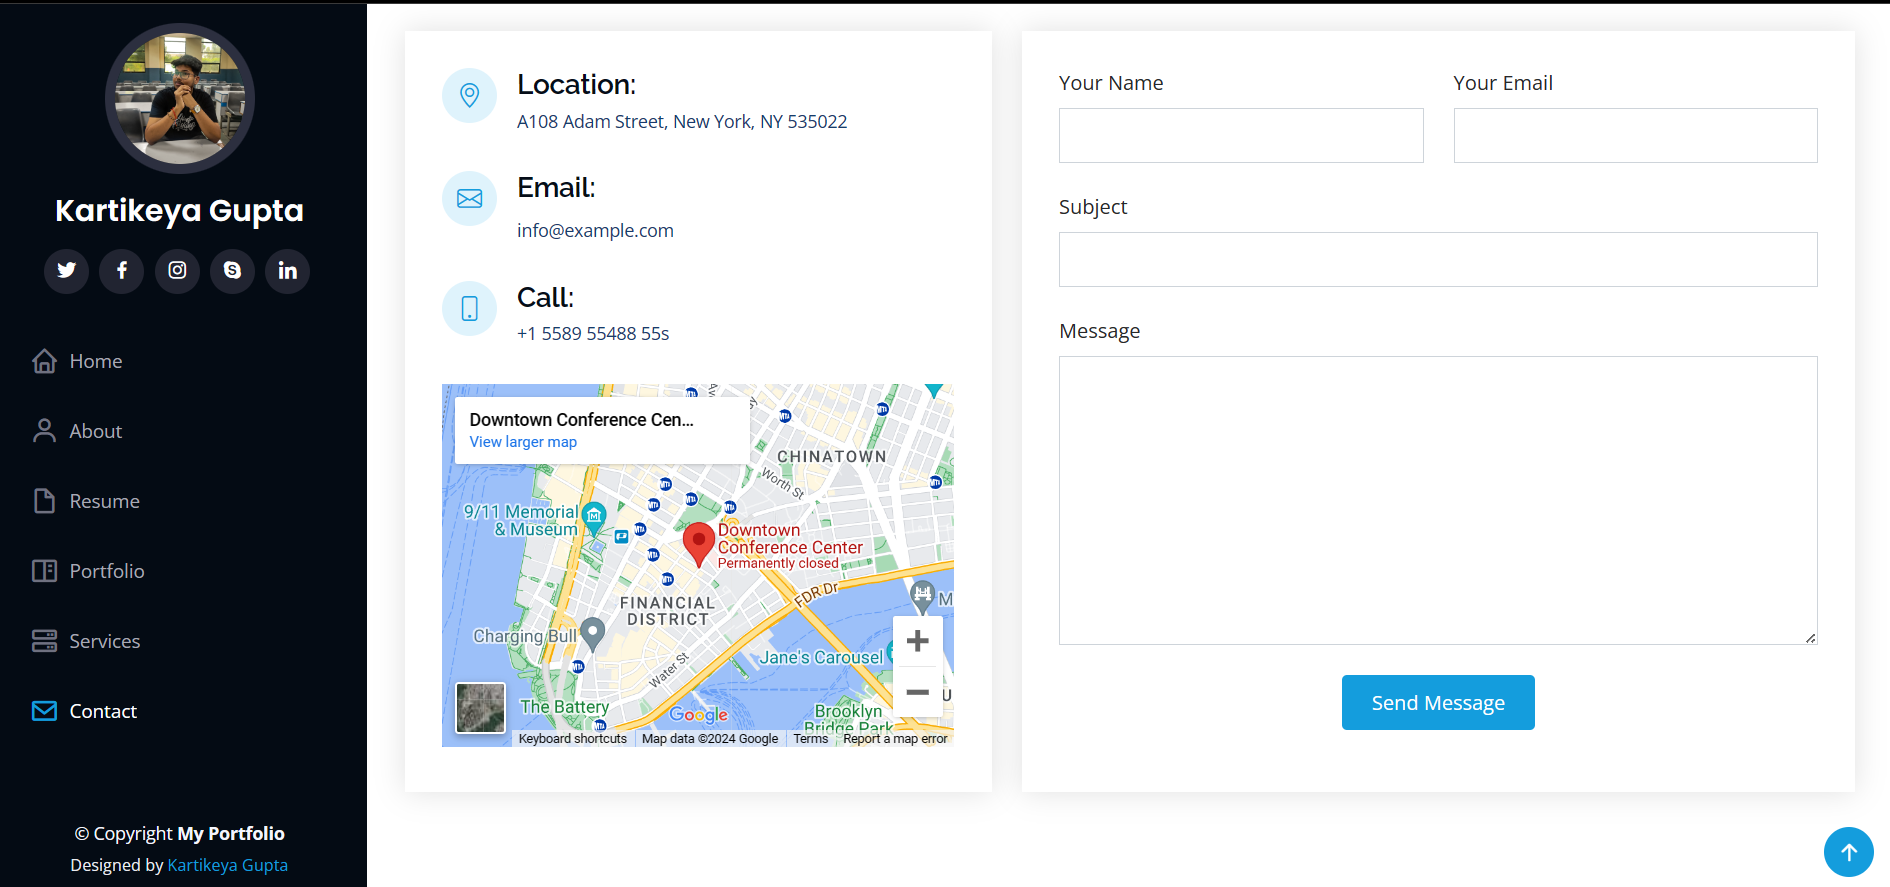 Kartikeya Gupta
Home
About
Resume
Portfolio
Services
Contact
© Copyright My Portfolio
Designed by Kartikeya Gupta
Location:
A108 Adam Street, New York, NY 535022
Email:
info@example.com
Call:
+1 5589 55488 55s
Downtown Conference Cen...
View larger map
CHINATOWN
Worth St
9/11 Memorial
& Museum
Downtown
Conference Center
Permanently closed
FDR Dr
FINANCIAL
DISTRICT
Charging Bull
Water St
Jane's Carousel
The Battery
Google
Brooklyn
Bridge Park
Keyboard shortcuts
Map data ©2024 Google
Terms
Report a map error
Your Name
Your Email
Subject
Message
Send Message